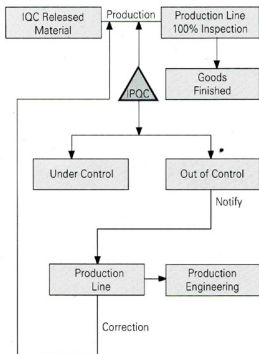 IQC Released
Material
Production
Production Line
100% Inspection
Goods
Finished
IPQC
Under Control
Out of Control
Notify
Production
Line
Production
Engineering
Correction